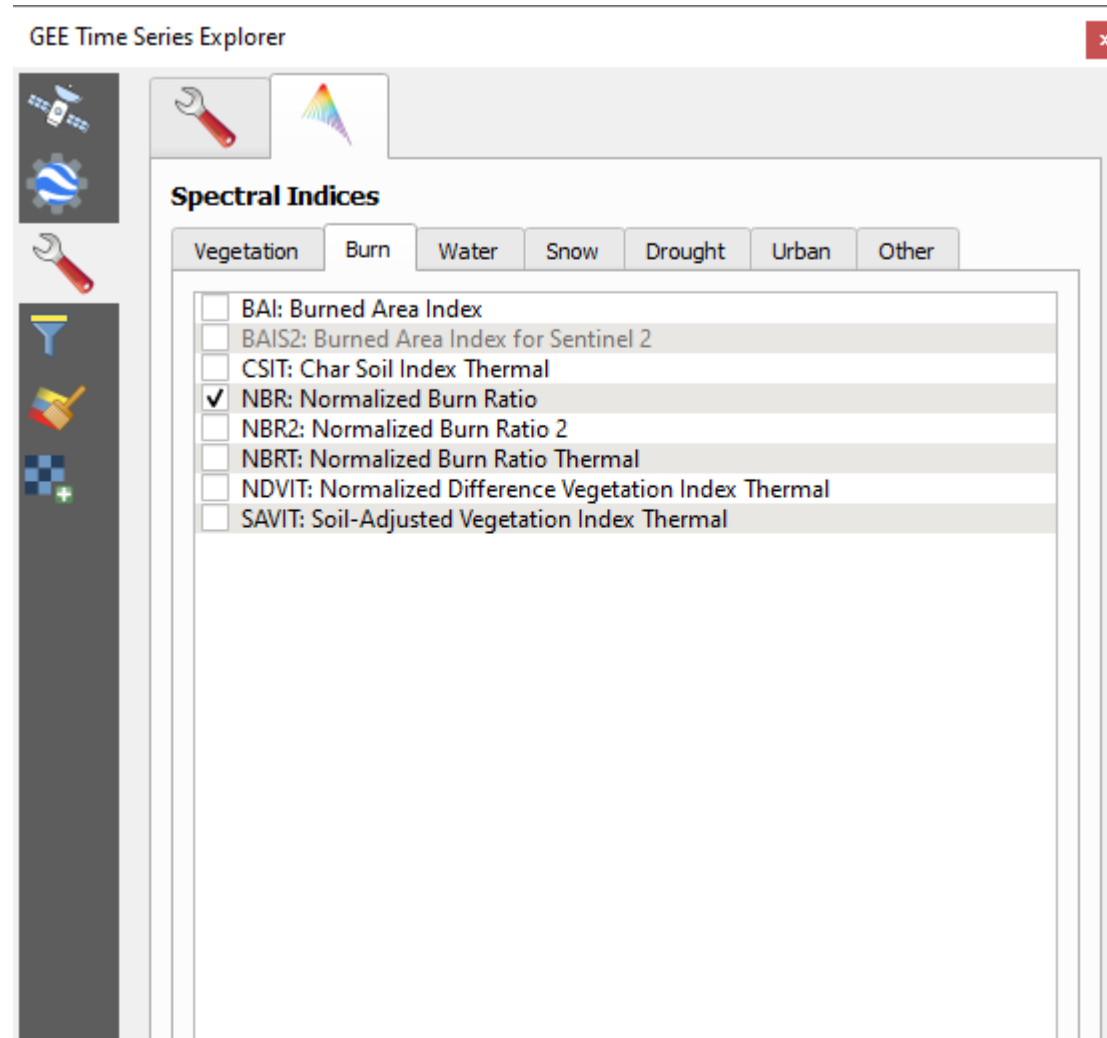 GEE Time Series Explorer
x
Spectral Indices
Vegetation Burn Water Snow Drought Urban Other
BAI: Burned Area Index
BAIS2: Burned Area Index for Sentinel 2
CSIT: Char Soil Index Thermal
NBR: Normalized Burn Ratio
NBR2: Normalized Burn Ratio 2
NBRT: Normalized Burn Ratio Thermal
NDVIT: Normalized Difference Vegetation Index Thermal
SAVIT: Soil-Adjusted Vegetation Index Thermal